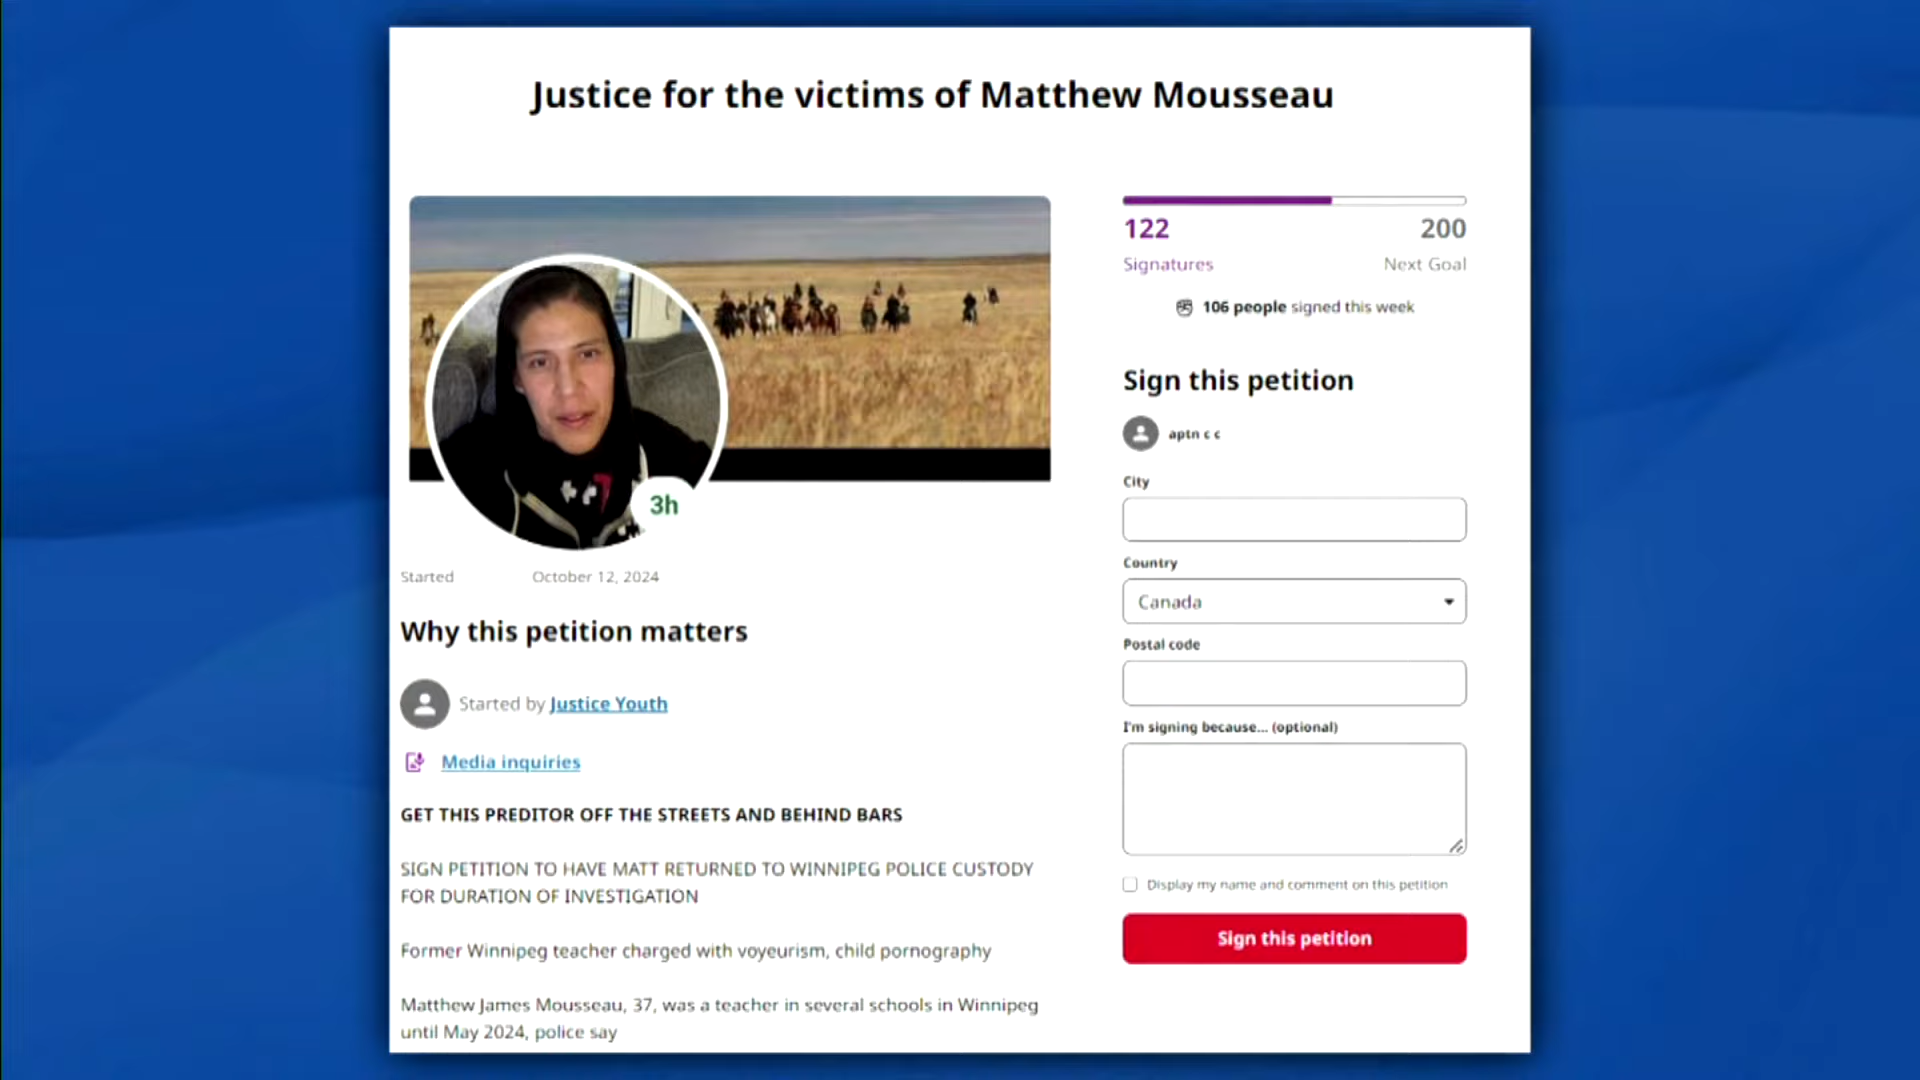 Justice for the victims of Matthew Mousseau
122
200
Signatures
Next Goal
106 people signed this week
3h
Started
October 12, 2024
Why this petition matters
Started by Justice Youth
Media inquiries
GET THIS PREDITOR OFF THE STREETS AND BEHIND BARS
SIGN PETITION TO HAVE MATT RETURNED TO WINNIPEG POLICE CUSTODY
FOR DURATION OF INVESTIGATION
Former Winnipeg teacher charged with voyeurism, child pornography
Matthew James Mousseau, 37, was a teacher in several schools in Winnipeg
until May 2024, police say
Sign this petition
aptn c c
City
Country
Canada
Postal code
I'm signing because... (optional)
Display my name and comment on this petition
Sign this petition